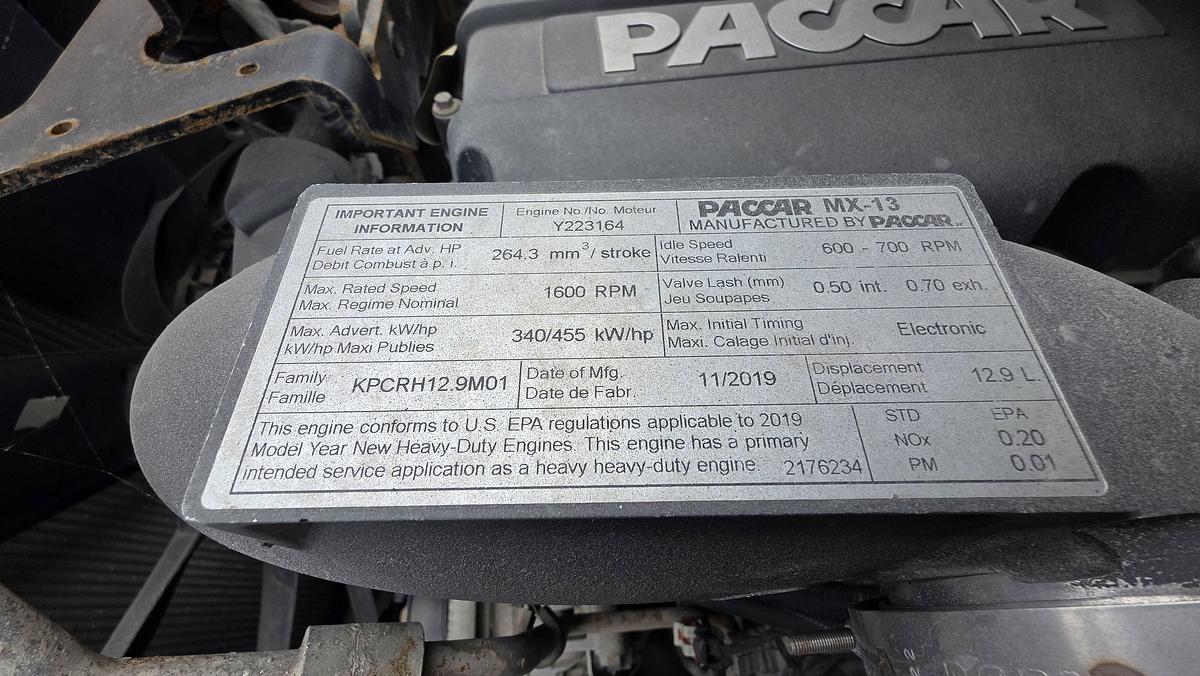 PACCAR
IMPORTANT ENGINE
INFORMATION
Engine No./No. Moteur
Y223164
PACCAR MX-13
MANUFACTURED BY PACCAR
Fuel Rate at Adv. HP
Debit Combust à p. i.
264.3 mm³/ stroke
Idle Speed
Vitesse Ralenti
600 - 700 RPM
Max. Rated Speed
Max. Regime Nominal
1600 RPM
Valve Lash (mm)
Jeu Soupapes
0.50 int. 0.70 exh.
Max. Advert. kW/hp
kW/hp Maxi Publies
340/455 kW/hp
Max. Initial Timing
Maxi. Calage Initial d'inj.
Electronic
Family
Famille
KPCRH12.9M01
Date of Mfg.
Date de Fabr.
11/2019
Displacement
Déplacement
12.9 L.
This engine conforms to U.S. EPA regulations applicable to 2019
Model Year New Heavy-Duty Engines. This engine has a primary
intended service application as a heavy heavy-duty engine. 2176234
STD EPA
NOx 0.20
PM 0.01